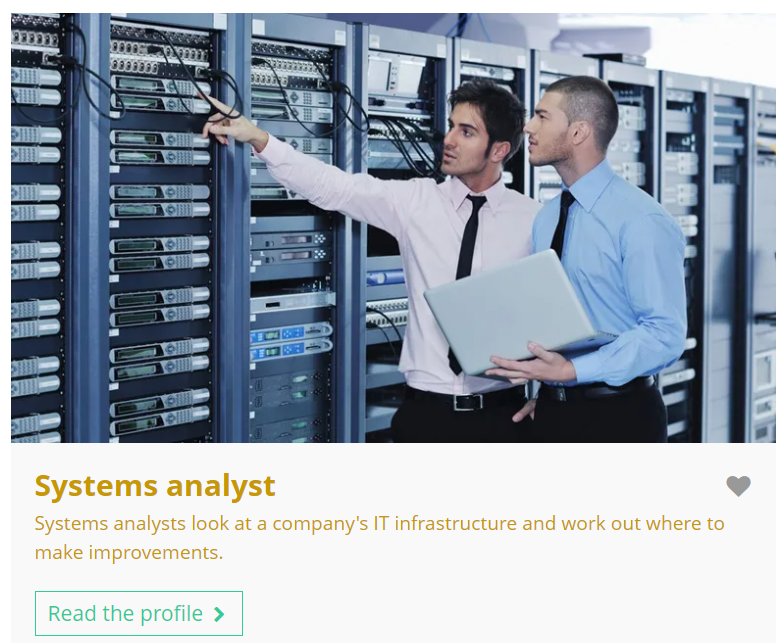 Systems analyst
Systems analysts look at a company's IT infrastructure and work out where to
make improvements.
Read the profile